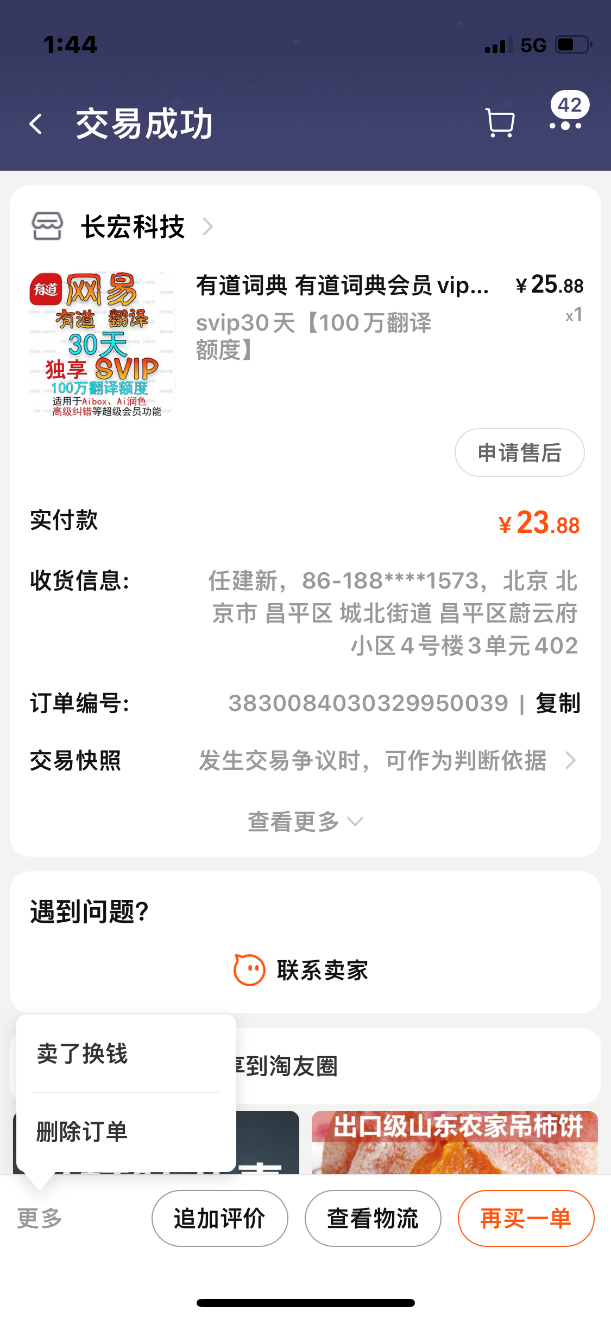 1:44
5G
交易成功
42
长宏科技
有道词典 有道词典会员vip...
¥25.88
svip30天【100万翻译
额度】
x1
有道
网易
有道 翻译
30天
独享 SVIP
100万翻译额度
适用于Aibox、Ai润色
高级纠错等超级会员功能
申请售后
实付款
¥23.88
收货信息:
任建新，86-188****1573，北京 北
京市 昌平区 城北街道 昌平区蔚云府
小区4号楼3单元402
订单编号:
3830084030329950039 | 复制
交易快照
发生交易争议时，可作为判断依据
查看更多
遇到问题?
联系卖家
享到淘友圈
卖了换钱
删除订单
出口级山东农家吊柿饼
更多
追加评价
查看物流
再买一单